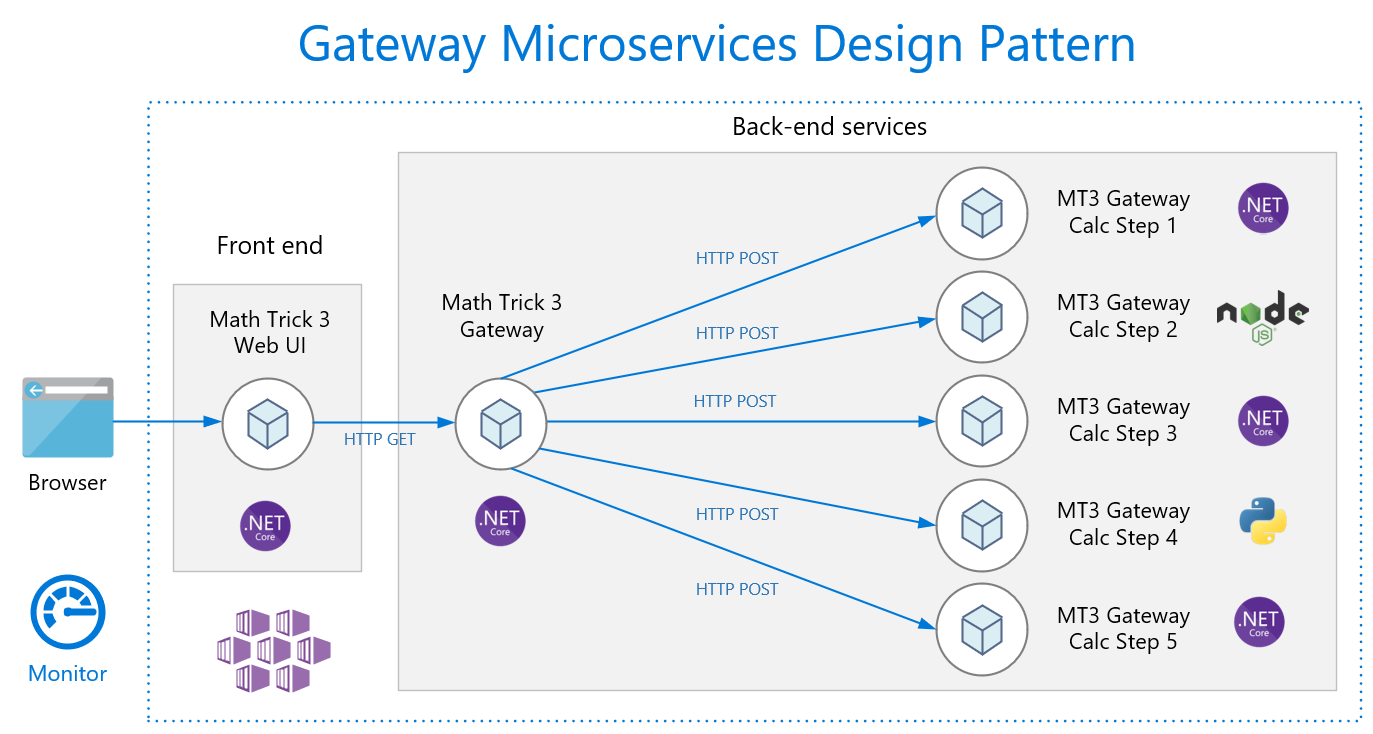 Gateway Microservices Design Pattern
Back-end services
Front end
Math Trick 3
Web UI
.NET
Core
Browser
Monitor
HTTP GET
Math Trick 3
Gateway
.NET
Core
HTTP POST
HTTP POST
HTTP POST
HTTP POST
HTTP POST
MT3 Gateway
Calc Step 1
.NET
Core
MT3 Gateway
Calc Step 2
node
JS
MT3 Gateway
Calc Step 3
.NET
Core
MT3 Gateway
Calc Step 4
MT3 Gateway
Calc Step 5
.NET
Core